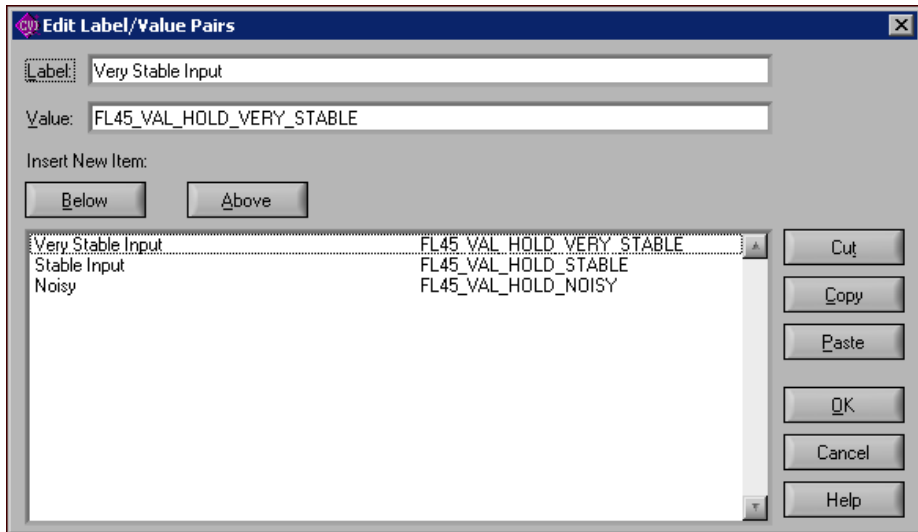 CVI Edit Label/Value Pairs
Label: Very Stable Input
Value: FL45_VAL_HOLD_VERY_STABLE
Insert New Item:
Below Above
Very Stable Input FL45_VAL_HOLD_VERY_STABLE
Stable Input FL45_VAL_HOLD_STABLE
Noisy FL45_VAL_HOLD_NOISY
Cut
Copy
Paste
OK
Cancel
Help